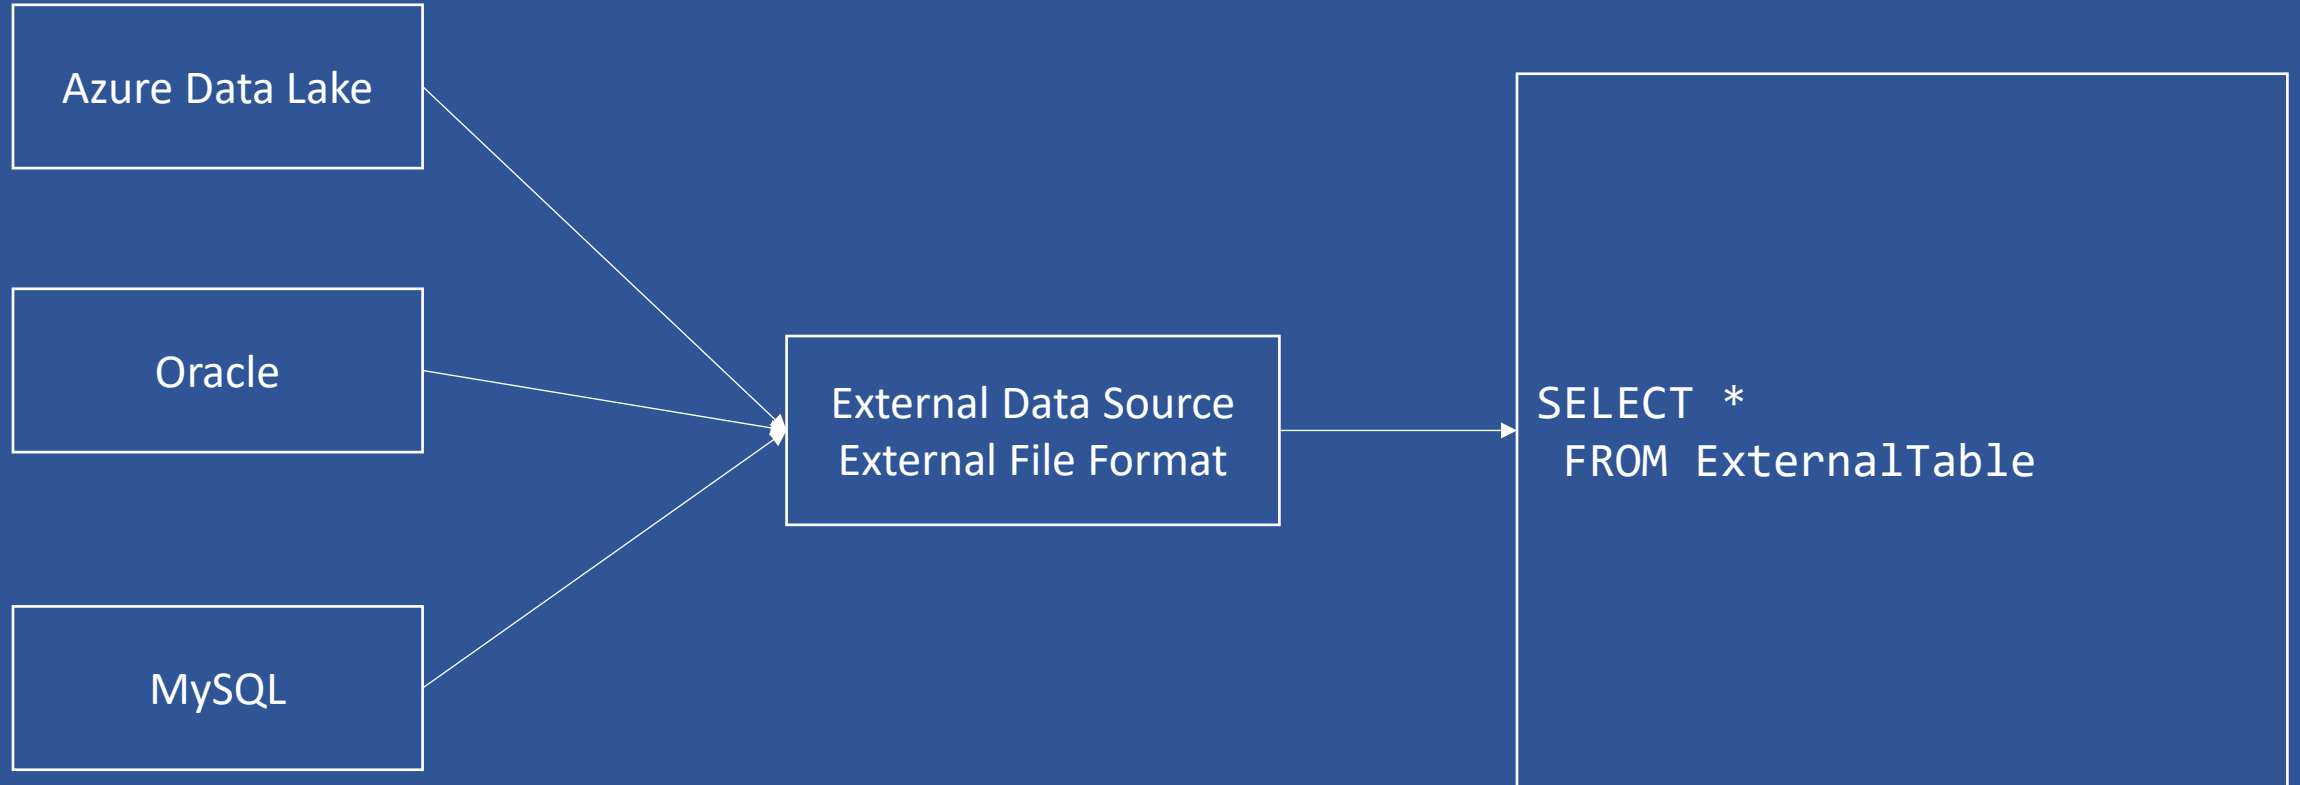 Azure Data Lake
Oracle
MySQL
External Data Source
External File Format
SELECT *
FROM ExternalTable